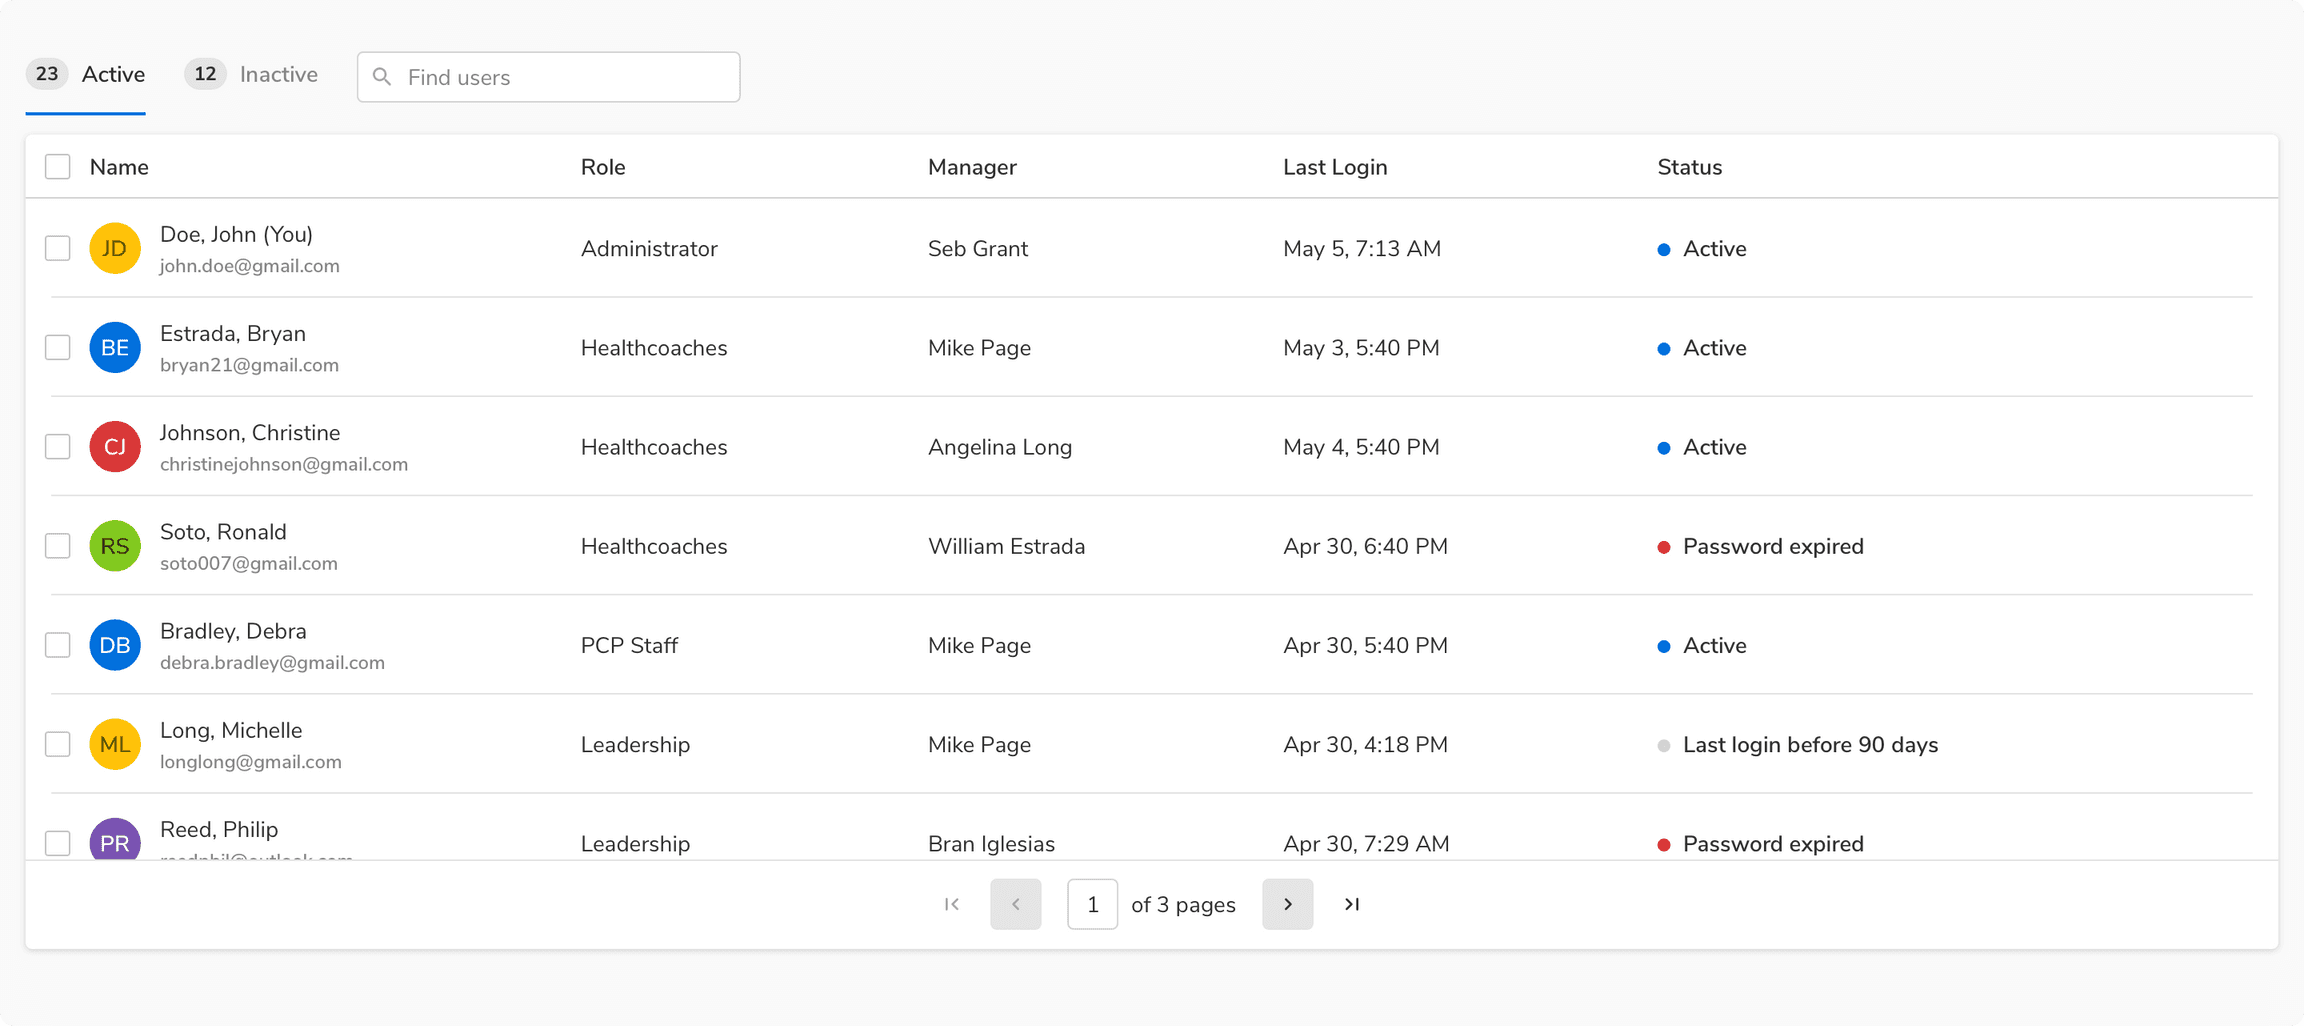 23 Active 12 Inactive Find users
Name Role Manager Last Login Status
JD Doe, John (You) Administrator Seb Grant May 5, 7:13 AM Active
john.doe@gmail.com
BE Estrada, Bryan Healthcoaches Mike Page May 3, 5:40 PM Active
bryan21@gmail.com
CJ Johnson, Christine Healthcoaches Angelina Long May 4, 5:40 PM Active
christinejohnson@gmail.com
RS Soto, Ronald Healthcoaches William Estrada Apr 30, 6:40 PM Password expired
soto007@gmail.com
DB Bradley, Debra PCP Staff Mike Page Apr 30, 5:40 PM Active
debra.bradley@gmail.com
ML Long, Michelle Leadership Mike Page Apr 30, 4:18 PM Last login before 90 days
longlong@gmail.com
PR Reed, Philip Leadership Bran Iglesias Apr 30, 7:29 AM Password expired
1 of 3 pages